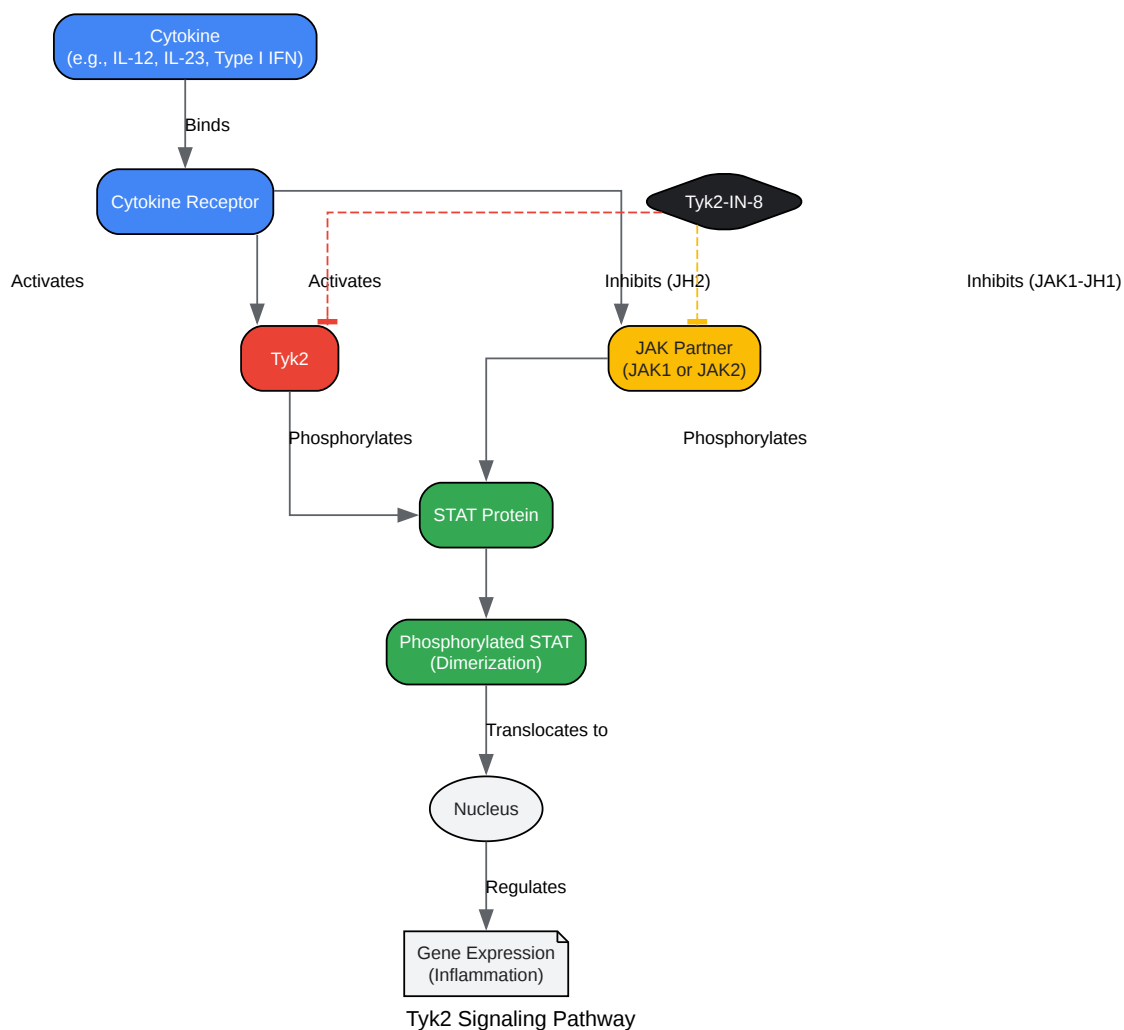 Cytokine
(e.g., IL-12, IL-23, Type I IFN)
Binds
Cytokine Receptor
Tyk2-IN-8
Activates
Activates
Inhibits (JH2)
Inhibits (JAK1-JH1)
Tyk2
JAK Partner
(JAK1 or JAK2)
Phosphorylates
Phosphorylates
STAT Protein
Phosphorylated STAT
(Dimerization)
Translocates to
Nucleus
Regulates
Gene Expression
(Inflammation)
Tyk2 Signaling Pathway